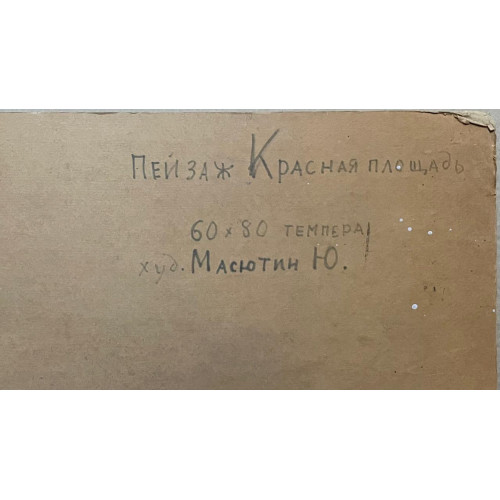 ПЕЙЗАЖ КРАСНАЯ ПЛОЩАДЬ
60 х 80 ТЕМПЕРА
худ. МАСЮТИН Ю.